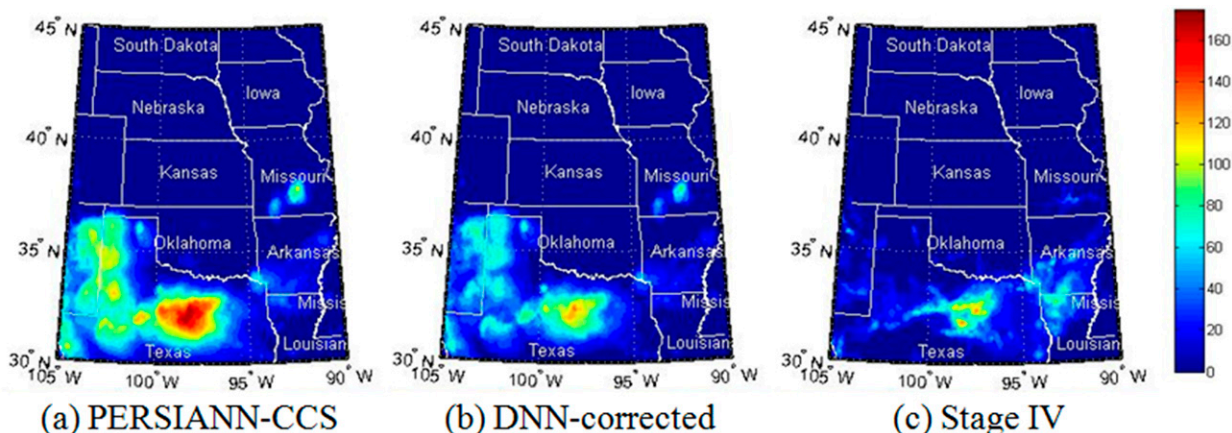 45° N
South Dakota
Iowa
Nebraska
40° N
Kansas
Missouri
35° N
Oklahoma
Arkansas
Missis
Texas
Louisian
30° N
105° W
100° W
95° W
90° W
(a) PERSIANN-CCS
45° N
South Dakota
Iowa
Nebraska
40° N
Kansas
Missouri
35° N
Oklahoma
Arkansas
Missis
Texas
Louisian
30° N
105° W
100° W
95° W
90° W
(b) DNN-corrected
45° N
South Dakota
Iowa
Nebraska
40° N
Kansas
Missouri
35° N
Oklahoma
Arkansas
Missis
Texas
Louisian
30° N
105° W
100° W
95° W
90° W
(c) Stage IV
160
140
120
100
80
60
40
20
0